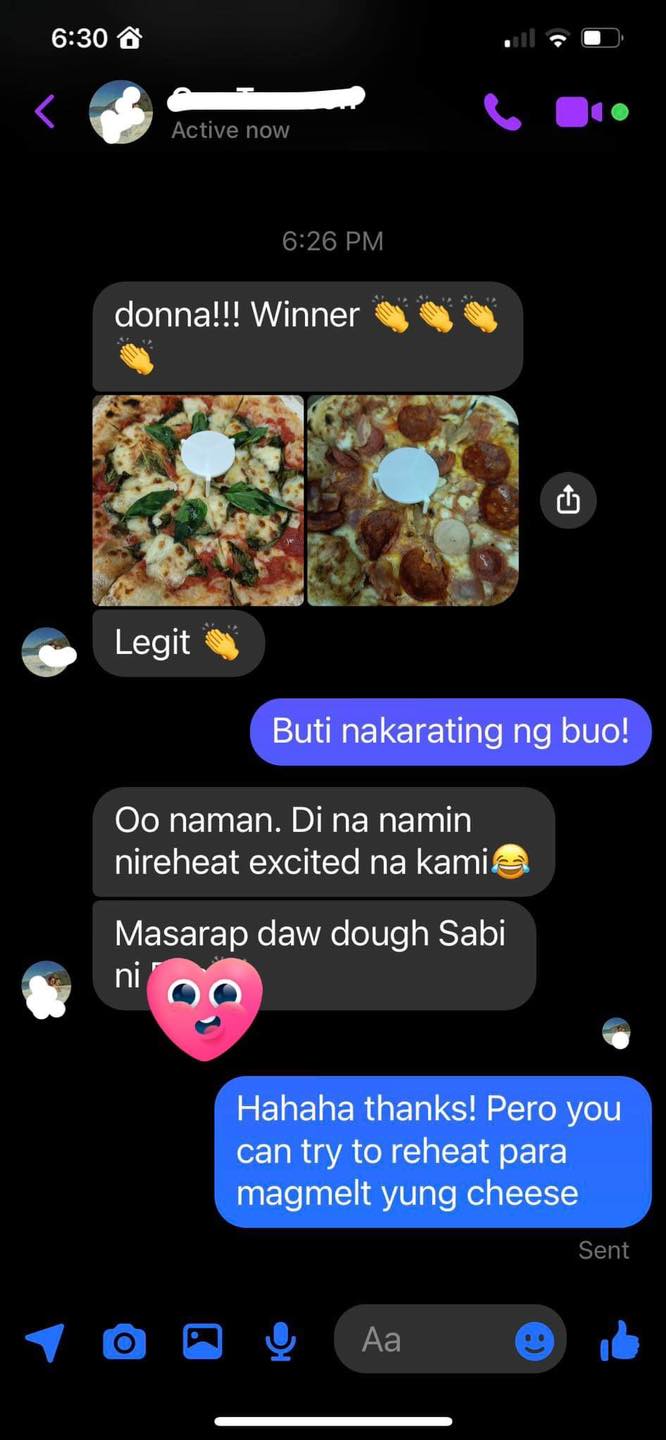 6:30
Active now
6:26 PM
donna!!! Winner 👏👏👏
👏
Legit 👏
Buti nakarating ng buo!
Oo naman. Di na namin
nireheat excited na kami😂
Masarap daw dough Sabi
ni
Hahaha thanks! Pero you
can try to reheat para
magmelt yung cheese
Sent
Aa